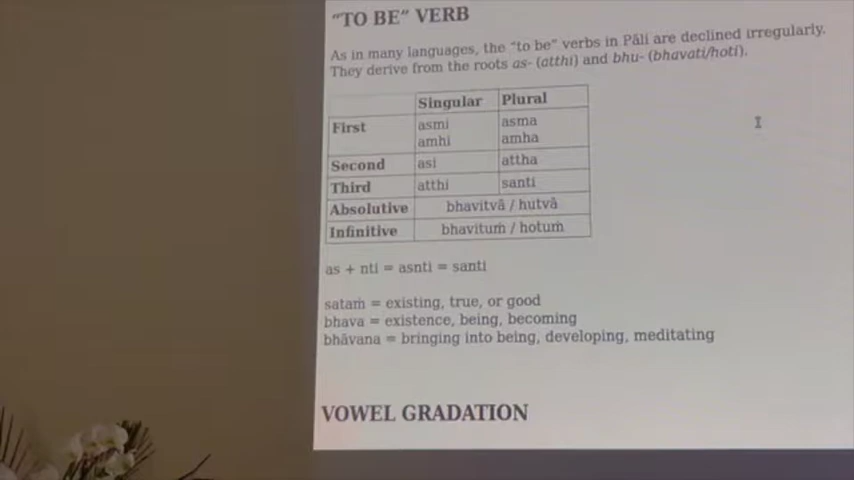 "TO BE" VERB
As in many languages, the "to be" verbs in Pāli are declined irregularly.
They derive from the roots as- (atthi) and bhu- (bhavati/hoti).
Singular Plural
First asmi asma
amhi amha
Second asi attha
Third atthi santi
Absolutive bhavitvā / hutvā
Infinitive bhavituṁ / hotuṁ
as + nti = asnti = santi
sataṁ = existing, true, or good
bhava = existence, being, becoming
bhāvana = bringing into being, developing, meditating
VOWEL GRADATION